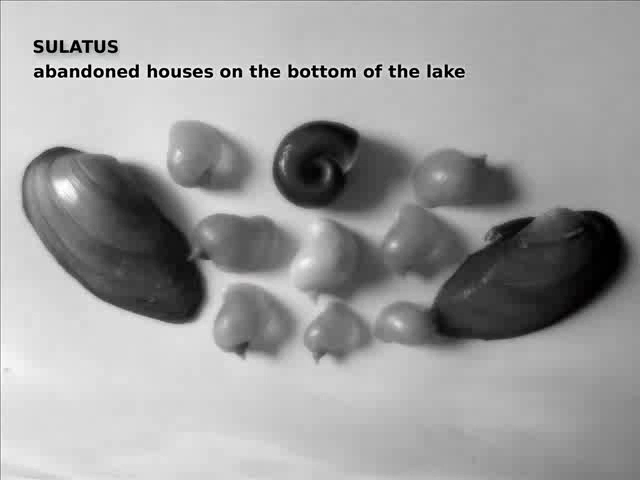 SULATUS
abandoned houses on the bottom of the lake